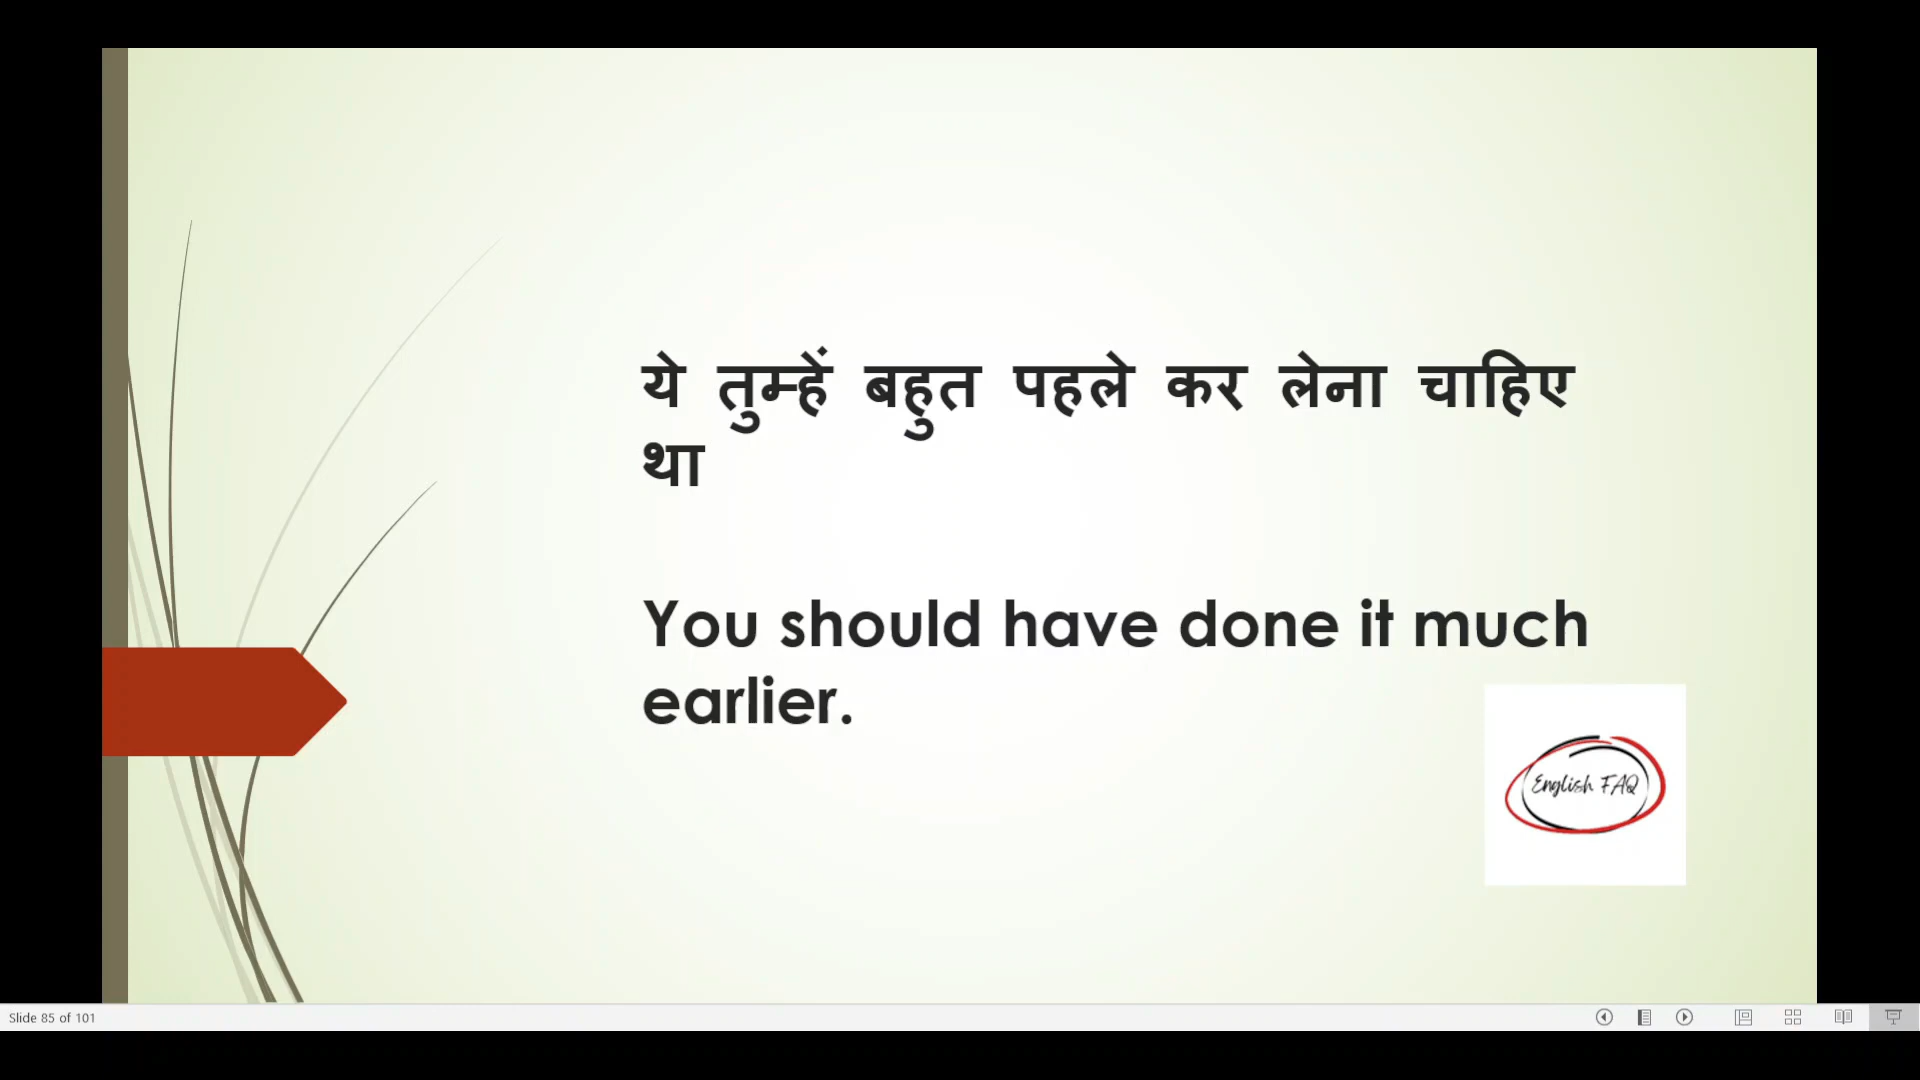 ये तुम्हें बहुत पहले कर लेना चाहिए
था
You should have done it much
earlier.
English FAQ
Slide 85 of 101